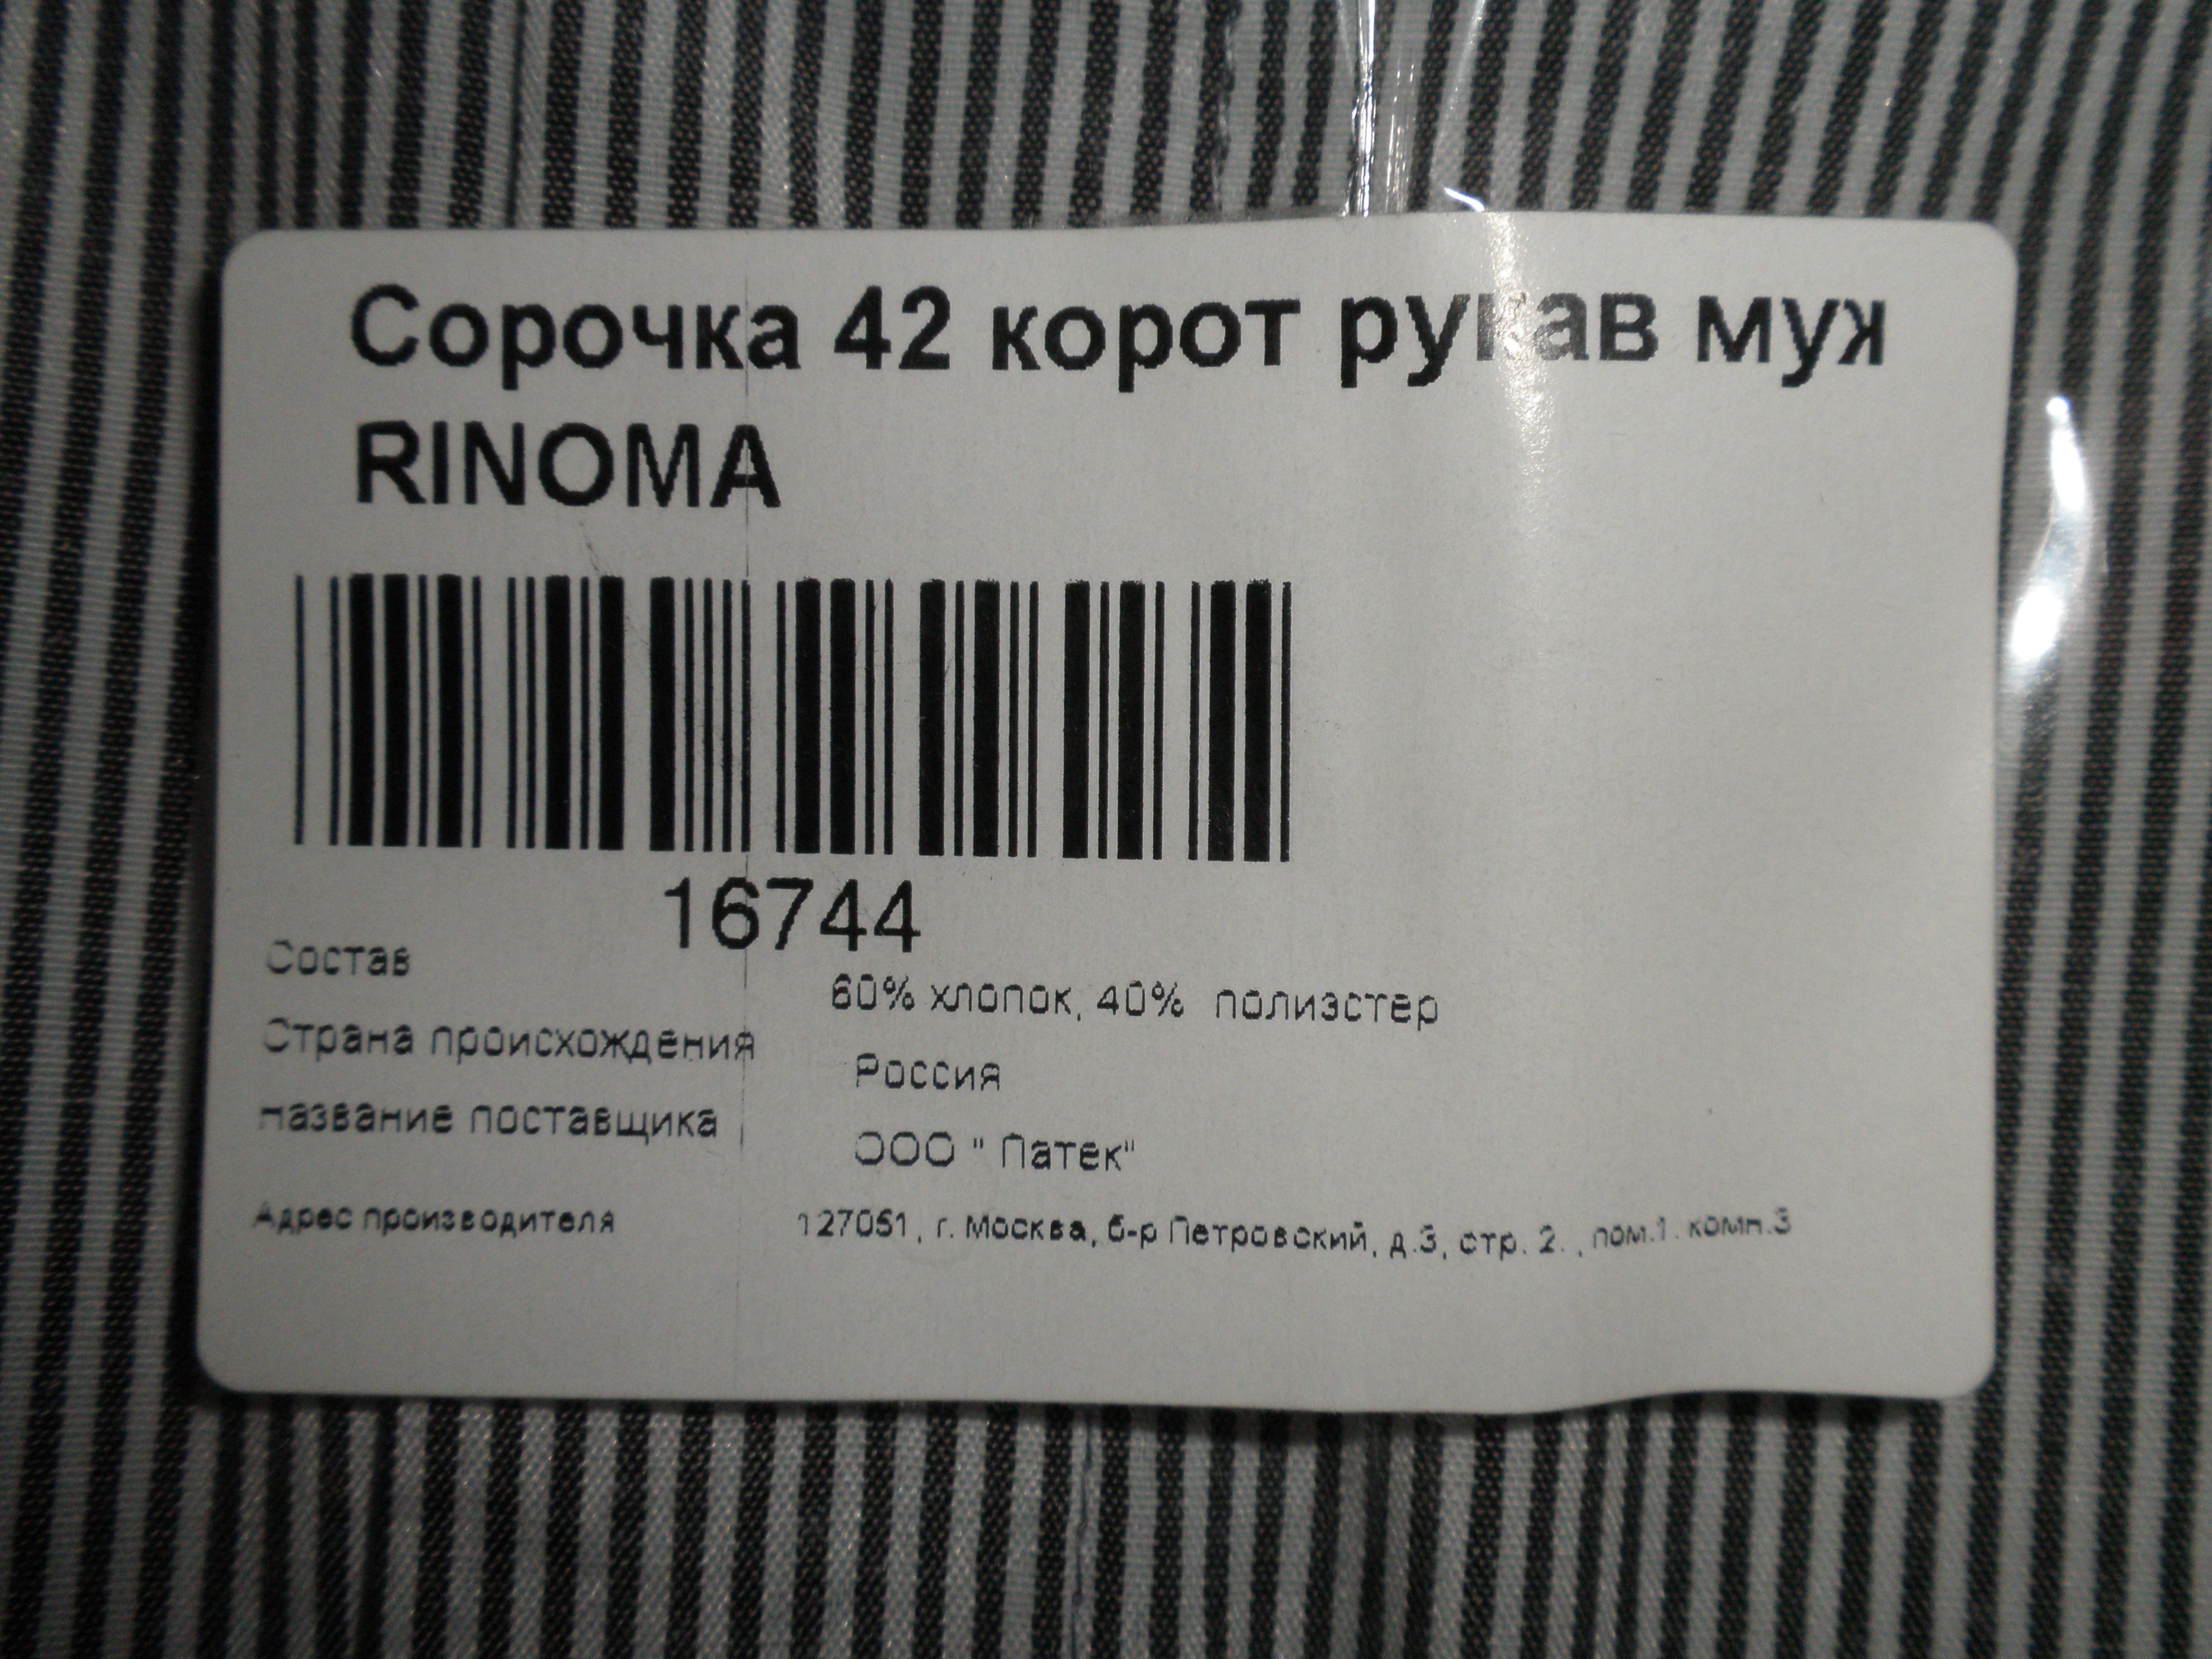 Сорочка 42 корот рукав муж
RINOMA
16744
Состав
60% хлопок, 40% полиэстер
Страна происхождения
Россия
название поставщика
ООО " Патек"
Адрес производителя
127051, г. Москва, б-р Петровский, д.3, стр. 2. , пом.1. комн.3